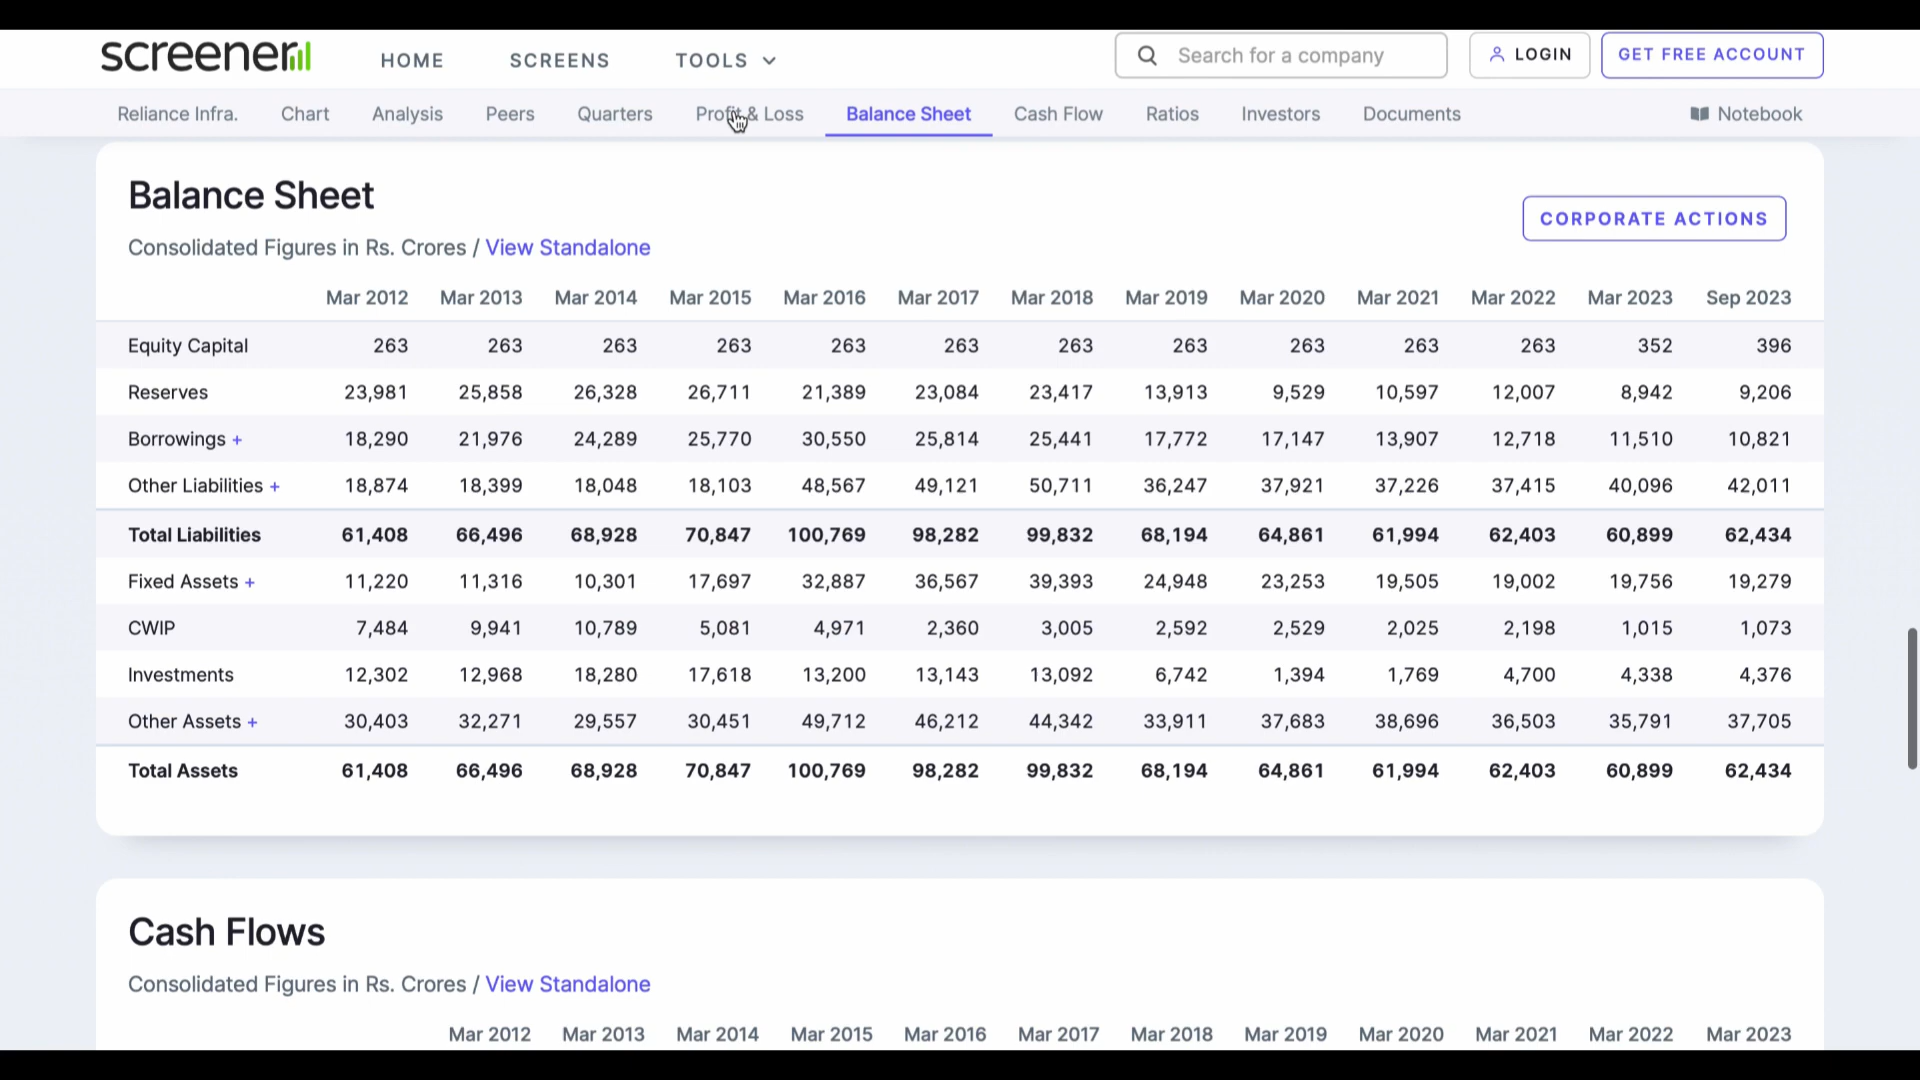 screener HOME SCREENS TOOLS Search for a company LOGIN GET FREE ACCOUNT
Reliance Infra. Chart Analysis Peers Quarters Profit & Loss Balance Sheet Cash Flow Ratios Investors Documents Notebook
Balance Sheet
CORPORATE ACTIONS
Consolidated Figures in Rs. Crores / View Standalone
Mar 2012 Mar 2013 Mar 2014 Mar 2015 Mar 2016 Mar 2017 Mar 2018 Mar 2019 Mar 2020 Mar 2021 Mar 2022 Mar 2023 Sep 2023
Equity Capital 263 263 263 263 263 263 263 263 263 263 263 352 396
Reserves 23,981 25,858 26,328 26,711 21,389 23,084 23,417 13,913 9,529 10,597 12,007 8,942 9,206
Borrowings + 18,290 21,976 24,289 25,770 30,550 25,814 25,441 17,772 17,147 13,907 12,718 11,510 10,821
Other Liabilities + 18,874 18,399 18,048 18,103 48,567 49,121 50,711 36,247 37,921 37,226 37,415 40,096 42,011
Total Liabilities 61,408 66,496 68,928 70,847 100,769 98,282 99,832 68,194 64,861 61,994 62,403 60,899 62,434
Fixed Assets + 11,220 11,316 10,301 17,697 32,887 36,567 39,393 24,948 23,253 19,505 19,002 19,756 19,279
CWIP 7,484 9,941 10,789 5,081 4,971 2,360 3,005 2,592 2,529 2,025 2,198 1,015 1,073
Investments 12,302 12,968 18,280 17,618 13,200 13,143 13,092 6,742 1,394 1,769 4,700 4,338 4,376
Other Assets + 30,403 32,271 29,557 30,451 49,712 46,212 44,342 33,911 37,683 38,696 36,503 35,791 37,705
Total Assets 61,408 66,496 68,928 70,847 100,769 98,282 99,832 68,194 64,861 61,994 62,403 60,899 62,434
Cash Flows
Consolidated Figures in Rs. Crores / View Standalone
Mar 2012 Mar 2013 Mar 2014 Mar 2015 Mar 2016 Mar 2017 Mar 2018 Mar 2019 Mar 2020 Mar 2021 Mar 2022 Mar 2023